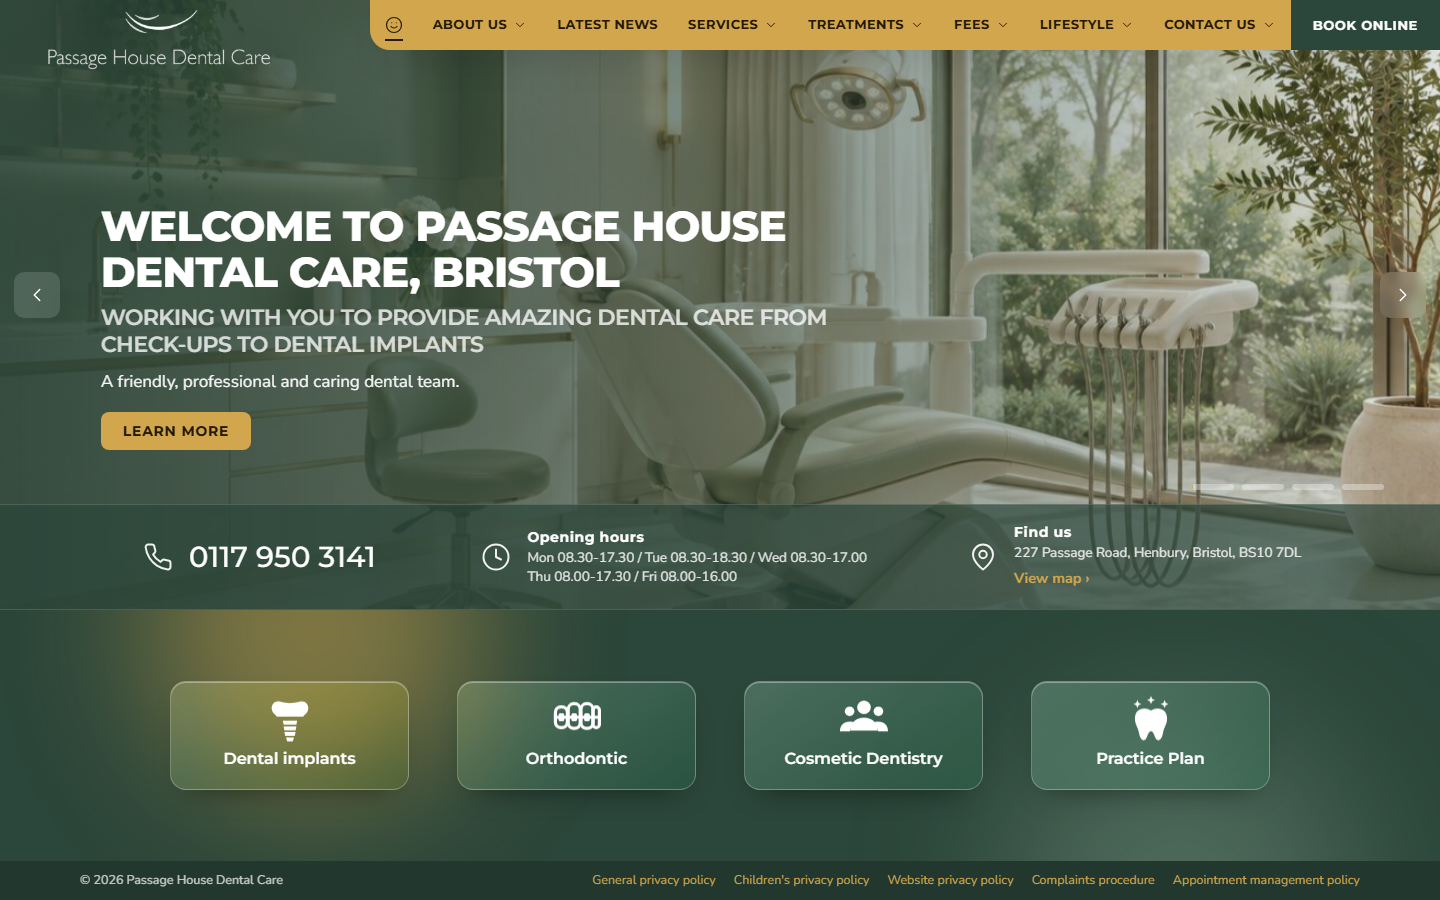 Passage House Dental Care
ABOUT US
LATEST NEWS
SERVICES
TREATMENTS
FEES
LIFESTYLE
CONTACT US
BOOK ONLINE
WELCOME TO PASSAGE HOUSE
DENTAL CARE, BRISTOL
WORKING WITH YOU TO PROVIDE AMAZING DENTAL CARE FROM
CHECK-UPS TO DENTAL IMPLANTS
A friendly, professional and caring dental team.
LEARN MORE
0117 950 3141
Opening hours
Mon 08.30-17.30 / Tue 08.30-18.30 / Wed 08.30-17.00
Thu 08.00-17.30 / Fri 08.00-16.00
Find us
227 Passage Road, Henbury, Bristol, BS10 7DL
View map ›
Dental implants
Orthodontic
Cosmetic Dentistry
Practice Plan
© 2026 Passage House Dental Care
General privacy policy
Children's privacy policy
Website privacy policy
Complaints procedure
Appointment management policy